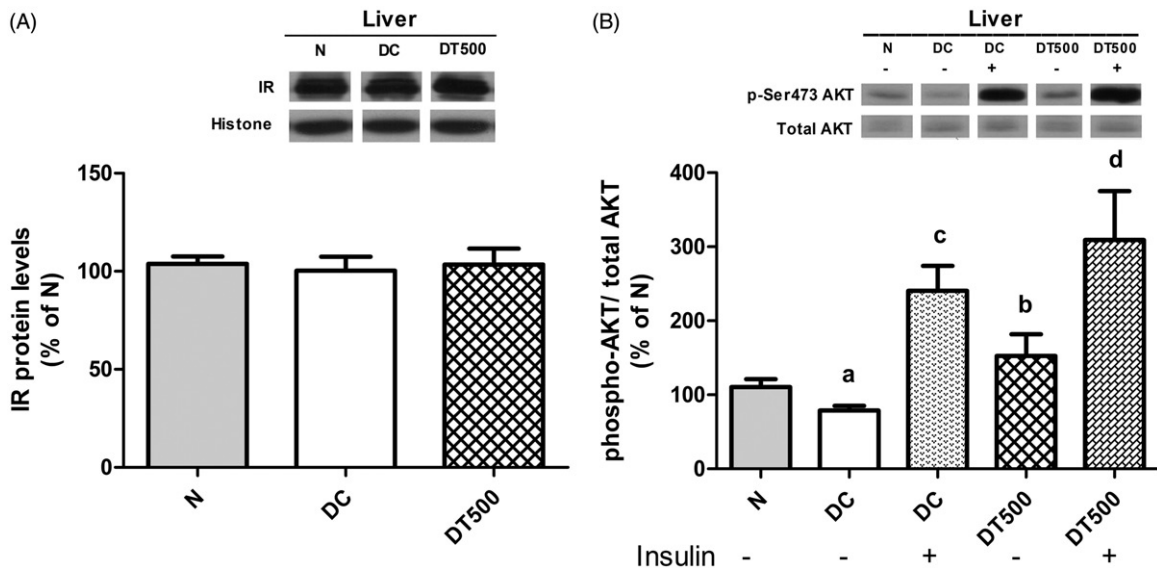 (A)
Liver
N DC DT500
IR
Histone
IR protein levels
(% of N)
150
100
50
0
N DC DT500
(B)
Liver
N DC DC DT500 DT500
- - + - +
p-Ser473 AKT
Total AKT
phospho-AKT/ total AKT
(% of N)
400
300
200
100
0
a c b d
N DC DC DT500 DT500
Insulin - - + - +